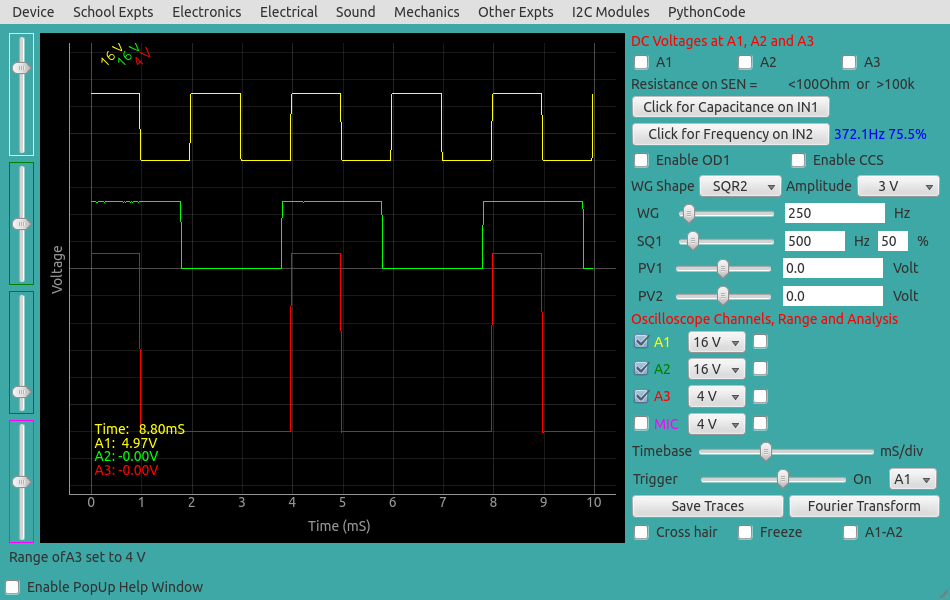 Device School Expts Electronics Electrical Sound Mechanics Other Expts I2C Modules PythonCode
16 V 16 V 4 V
Voltage
Time: 8.80mS
A1: 4.97V
A2: -0.00V
A3: -0.00V
0 1 2 3 4 5 6 7 8 9 10
Time (mS)
DC Voltages at A1, A2 and A3
A1 A2 A3
Resistance on SEN = <100Ohm or >100k
Click for Capacitance on IN1
Click for Frequency on IN2 372.1Hz 75.5%
Enable OD1 Enable CCS
WG Shape SQR2 Amplitude 3 V
WG 250 Hz
SQ1 500 Hz 50 %
PV1 0.0 Volt
PV2 0.0 Volt
Oscilloscope Channels, Range and Analysis
A1 16 V
A2 16 V
A3 4 V
MIC 4 V
Timebase mS/div
Trigger On A1
Save Traces Fourier Transform
Cross hair Freeze A1-A2
Range ofA3 set to 4 V
Enable PopUp Help Window